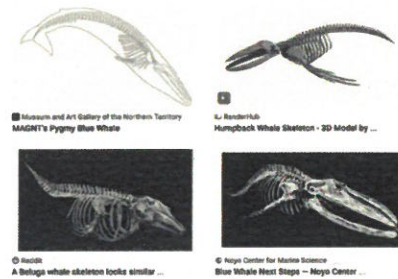 Museum and Art Gallery of the Northern Territory
MAGNT's Pygmy Blue Whale
RenderHub
Humpback Whale Skeleton - 3D Model by ...
Reddit
A Beluga whale skeleton looks similar ...
Noyo Center for Marine Science
Blue Whale Next Steps — Noyo Center ...